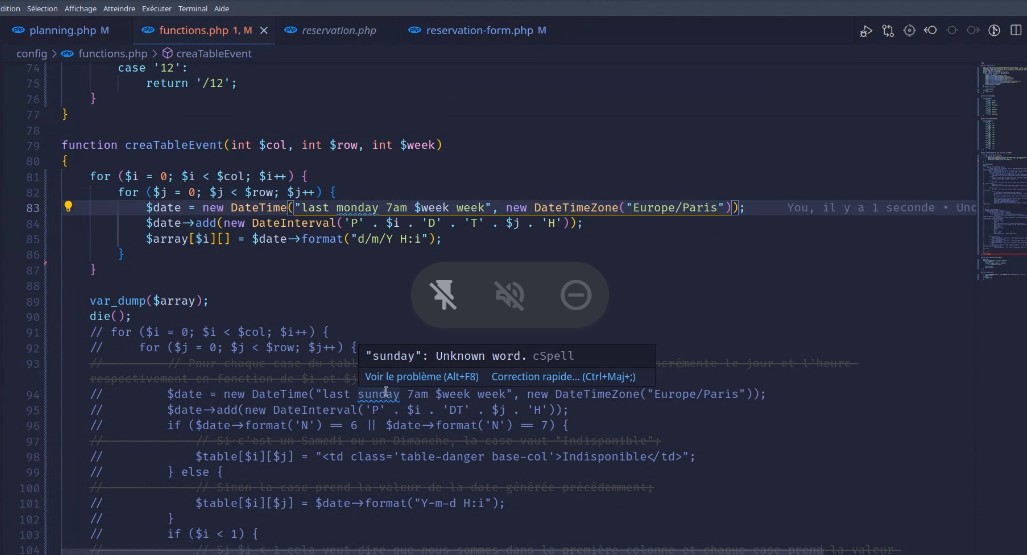 dition Sélection Affichage Atteindre Exécuter Terminal Aide
planning.php M functions.php 1, M reservation.php reservation-form.php M
config > functions.php > creaTableEvent
74 case '12':
75 return '/12';
76 }
77 }
78
79 function creaTableEvent(int $col, int $row, int $week)
80 {
81 for ($i = 0; $i < $col; $i++) {
82 for ($j = 0; $j < $row; $j++) {
83 $date = new DateTime("last monday 7am $week week", new DateTimeZone("Europe/Paris")); You, il y a 1 seconde • Unc
84 $date->add(new DateInterval('P' . $i . 'D' . 'T' . $j . 'H'));
85 $array[$i][] = $date->format("d/m/Y H:i");
86 }
87 }
88
89 var_dump($array);
90 die();
91 // for ($i = 0; $i < $col; $i++) {
92 // for ($j = 0; $j < $row; $j++) {
"sunday": Unknown word. cSpell
Voir le problème (Alt+F8) Correction rapide... (Ctrl+Maj+;)
93 // // Pour chaque case du tabl incrémente le jour et l'heure
respectivement en fonction de $i et $j
94 // $date = new DateTime("last sunday 7am $week week", new DateTimeZone("Europe/Paris"));
95 // $date->add(new DateInterval('P' . $i . 'DT' . $j . 'H'));
96 // if ($date->format('N') == 6 || $date->format('N') == 7) {
97 // // Si c'est un Samedi ou un Dimanche, la case vaut "Indisponible";
98 // $table[$i][$j] = "<td class='table-danger base-col'>Indisponible</td>";
99 // } else {
100 // // Sinon la case prend la valeur de la date générée précédemment;
101 // $table[$i][$j] = $date->format("Y-m-d H:i");
102 // }
103 // if ($i < 1) {
104 // // Si $i < 1 cela veut dire que nous sommes dans la première colonne et chaque case prend la valeur